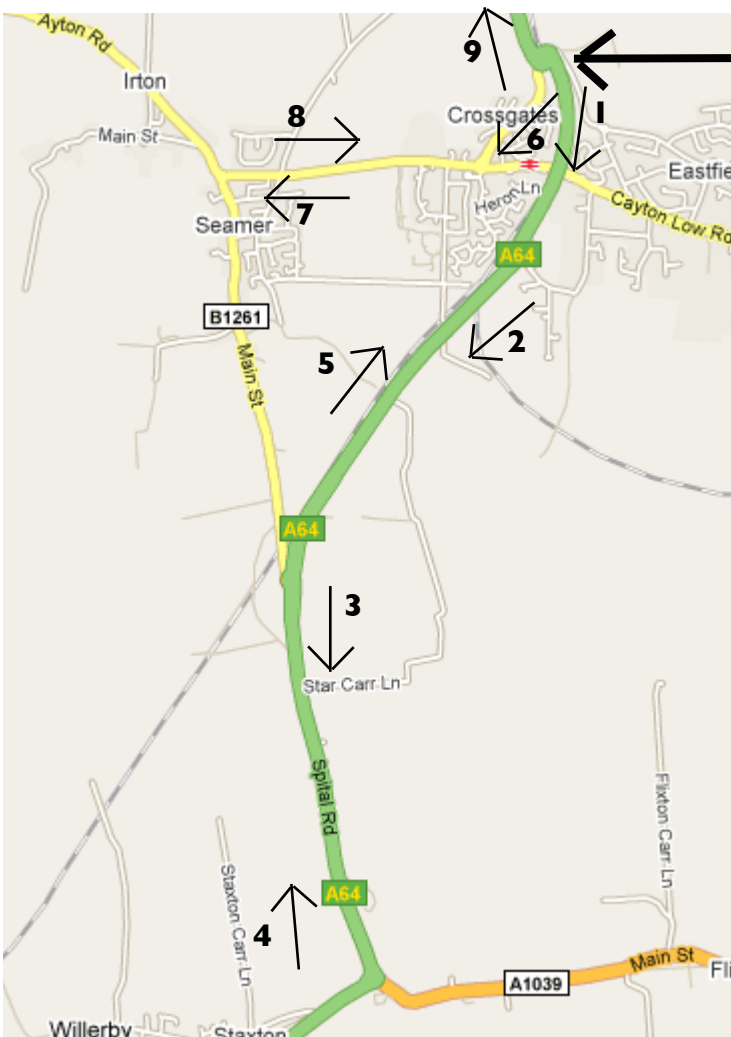 Ayton Rd
9
Irton
Crossgates
1
8
Main St
6
Eastfie
7
Heron Ln
Cayton Low Rd
Seamer
A64
B1261
2
5
Main St
A64
3
Star Carr Ln
Spital Rd
Flixton Carr Ln
Staxton Carr Ln
A64
4
Main St
Fli
A1039
Willerby
Staxton